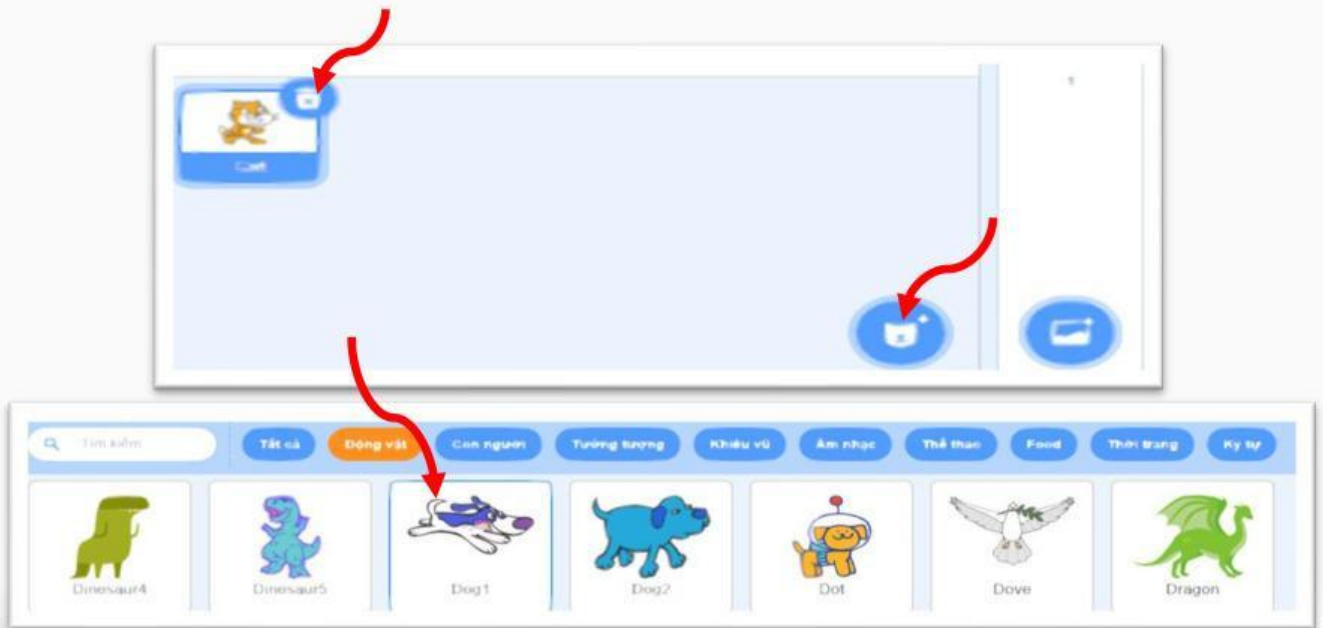 1
Tìm kiếm
Tất cả Động vật Con người Tưởng tượng Khiêu vũ Âm nhạc Thể thao Food Thời trang Ký tự
Dinosaur4 Dinosaur5 Dog1 Dog2 Dot Dove Dragon